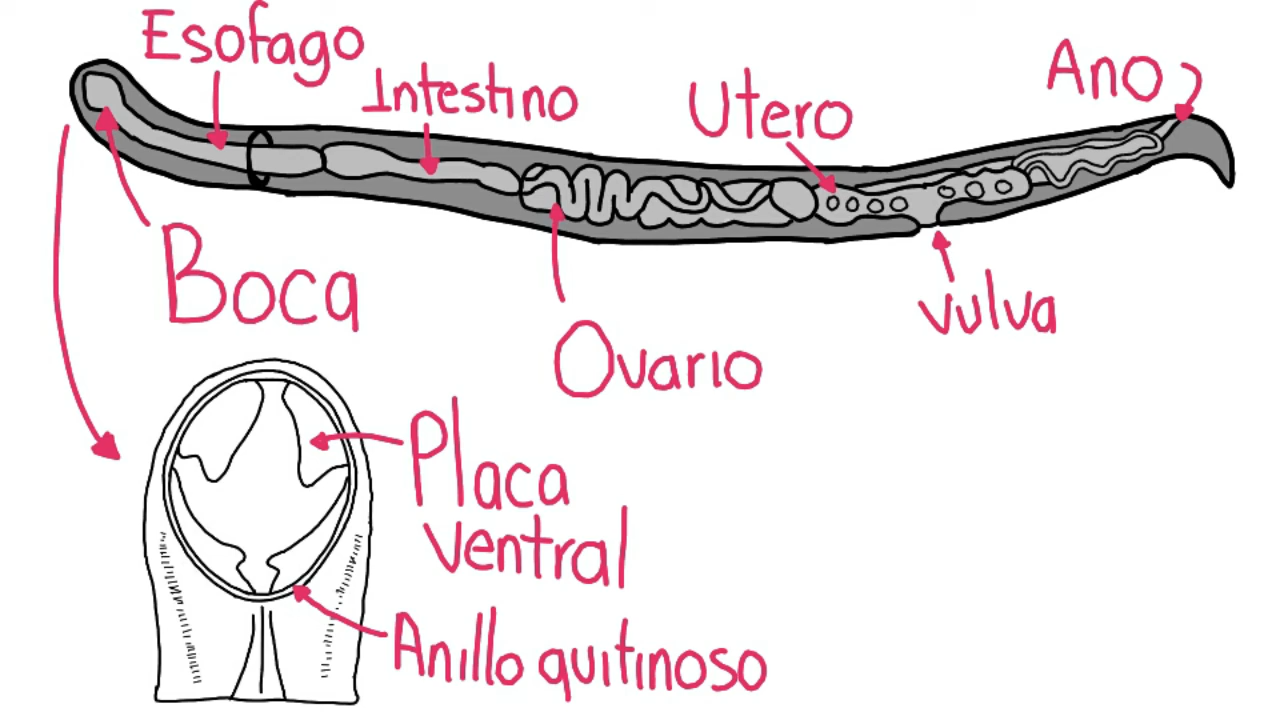 Esofago
Intestino
Utero
Ano
Boca
Ovario
vulva
Placa
ventral
Anillo quitinoso